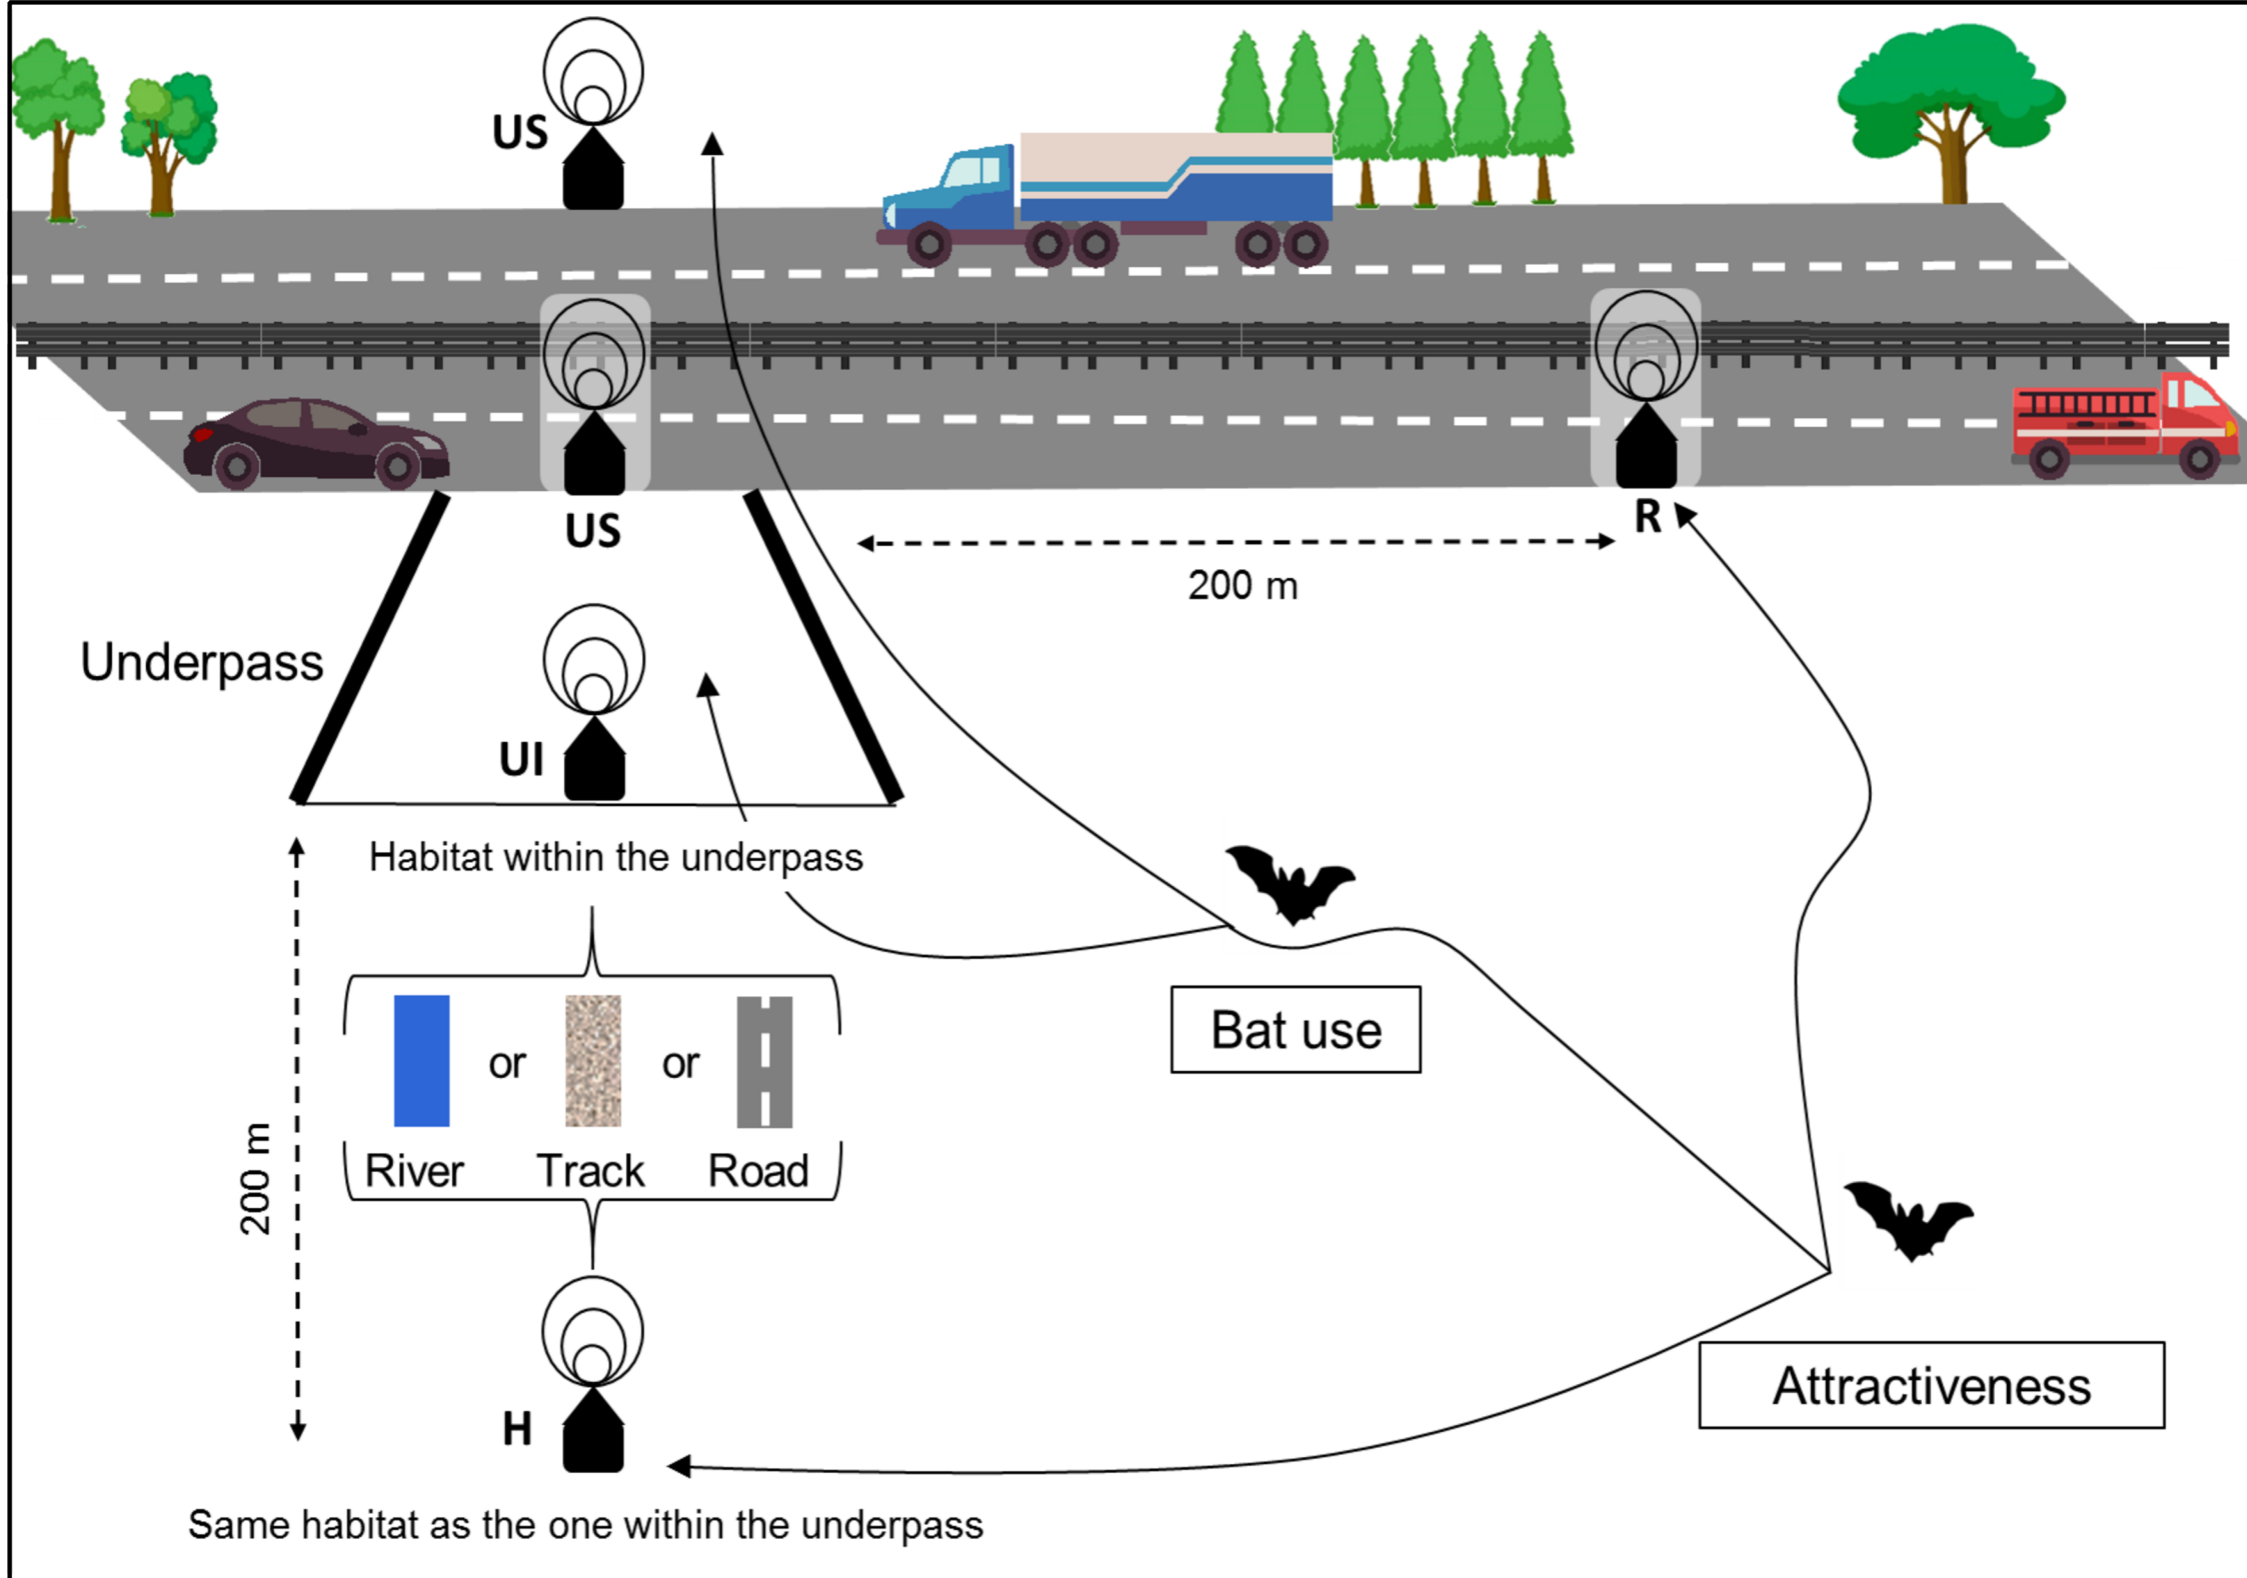 US
US
R
200 m
Underpass
UI
Habitat within the underpass
or
or
Bat use
River
Track
Road
200 m
Attractiveness
H
Same habitat as the one within the underpass